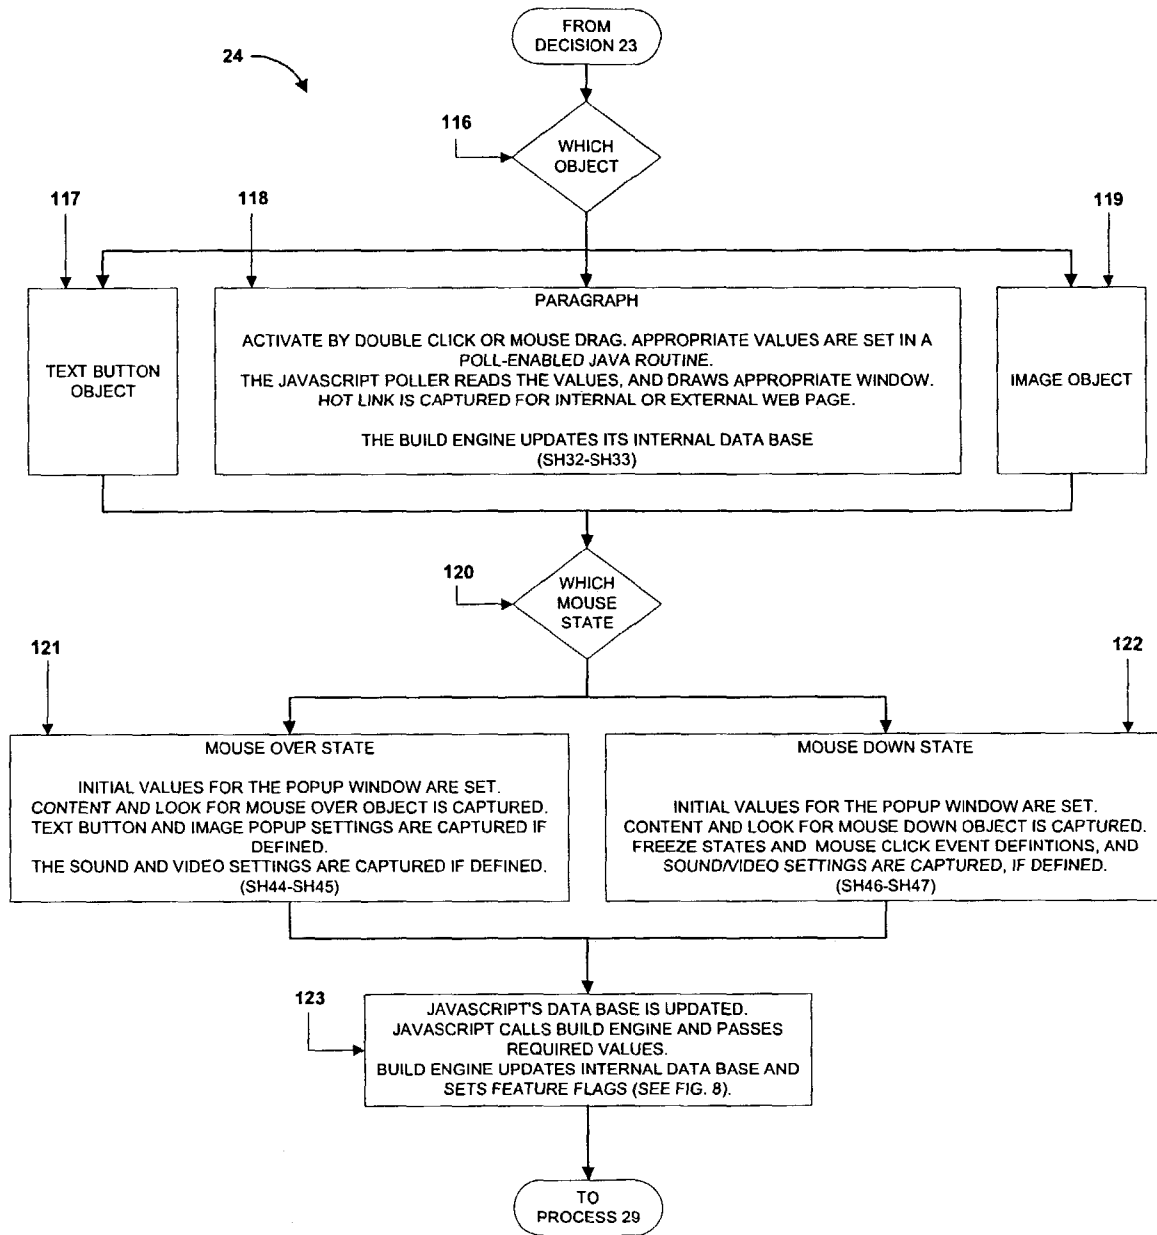 FROM
DECISION 23
24
116
WHICH
OBJECT
117
118
119
TEXT BUTTON
OBJECT
PARAGRAPH
ACTIVATE BY DOUBLE CLICK OR MOUSE DRAG. APPROPRIATE VALUES ARE SET IN A
POLL-ENABLED JAVA ROUTINE.
THE JAVASCRIPT POLLER READS THE VALUES, AND DRAWS APPROPRIATE WINDOW.
HOT LINK IS CAPTURED FOR INTERNAL OR EXTERNAL WEB PAGE.
THE BUILD ENGINE UPDATES ITS INTERNAL DATA BASE
(SH32-SH33)
IMAGE OBJECT
120
WHICH
MOUSE
STATE
121
122
MOUSE OVER STATE
INITIAL VALUES FOR THE POPUP WINDOW ARE SET.
CONTENT AND LOOK FOR MOUSE OVER OBJECT IS CAPTURED.
TEXT BUTTON AND IMAGE POPUP SETTINGS ARE CAPTURED IF
DEFINED.
THE SOUND AND VIDEO SETTINGS ARE CAPTURED IF DEFINED.
(SH44-SH45)
MOUSE DOWN STATE
INITIAL VALUES FOR THE POPUP WINDOW ARE SET.
CONTENT AND LOOK FOR MOUSE DOWN OBJECT IS CAPTURED.
FREEZE STATES AND MOUSE CLICK EVENT DEFINTIONS, AND
SOUND/VIDEO SETTINGS ARE CAPTURED, IF DEFINED.
(SH46-SH47)
123
JAVASCRIPT'S DATA BASE IS UPDATED.
JAVASCRIPT CALLS BUILD ENGINE AND PASSES
REQUIRED VALUES.
BUILD ENGINE UPDATES INTERNAL DATA BASE AND
SETS FEATURE FLAGS (SEE FIG. 8).
TO
PROCESS 29